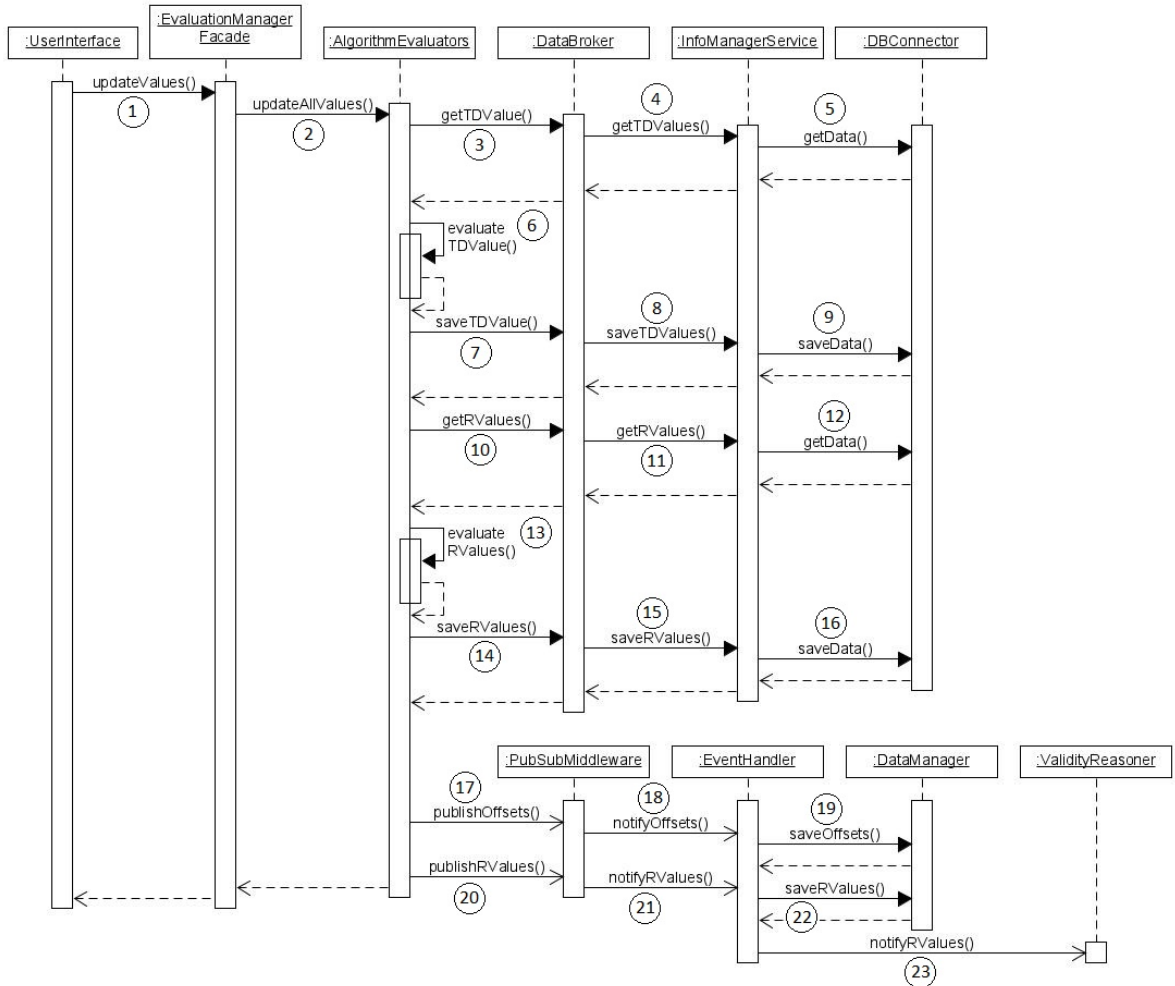 :EvaluationManager
Facade
:UserInterface
:AlgorithmEvaluators
:DataBroker
:InfoManagerService
:DBConnector
updateValues()
1
updateAllValues()
2
getTDValue()
3
4
getTDValues()
5
getData()
6
evaluate
TDValue()
saveTDValue()
7
8
saveTDValues()
9
saveData()
getRValues()
10
getRValues()
11
12
getData()
13
evaluate
RValues()
saveRValues()
14
15
saveRValues()
16
saveData()
:PubSubMiddleware
:EventHandler
:DataManager
:ValidityReasoner
17
publishOffsets()
18
notifyOffsets()
19
saveOffsets()
publishRValues()
20
notifyRValues()
21
saveRValues()
22
notifyRValues()
23